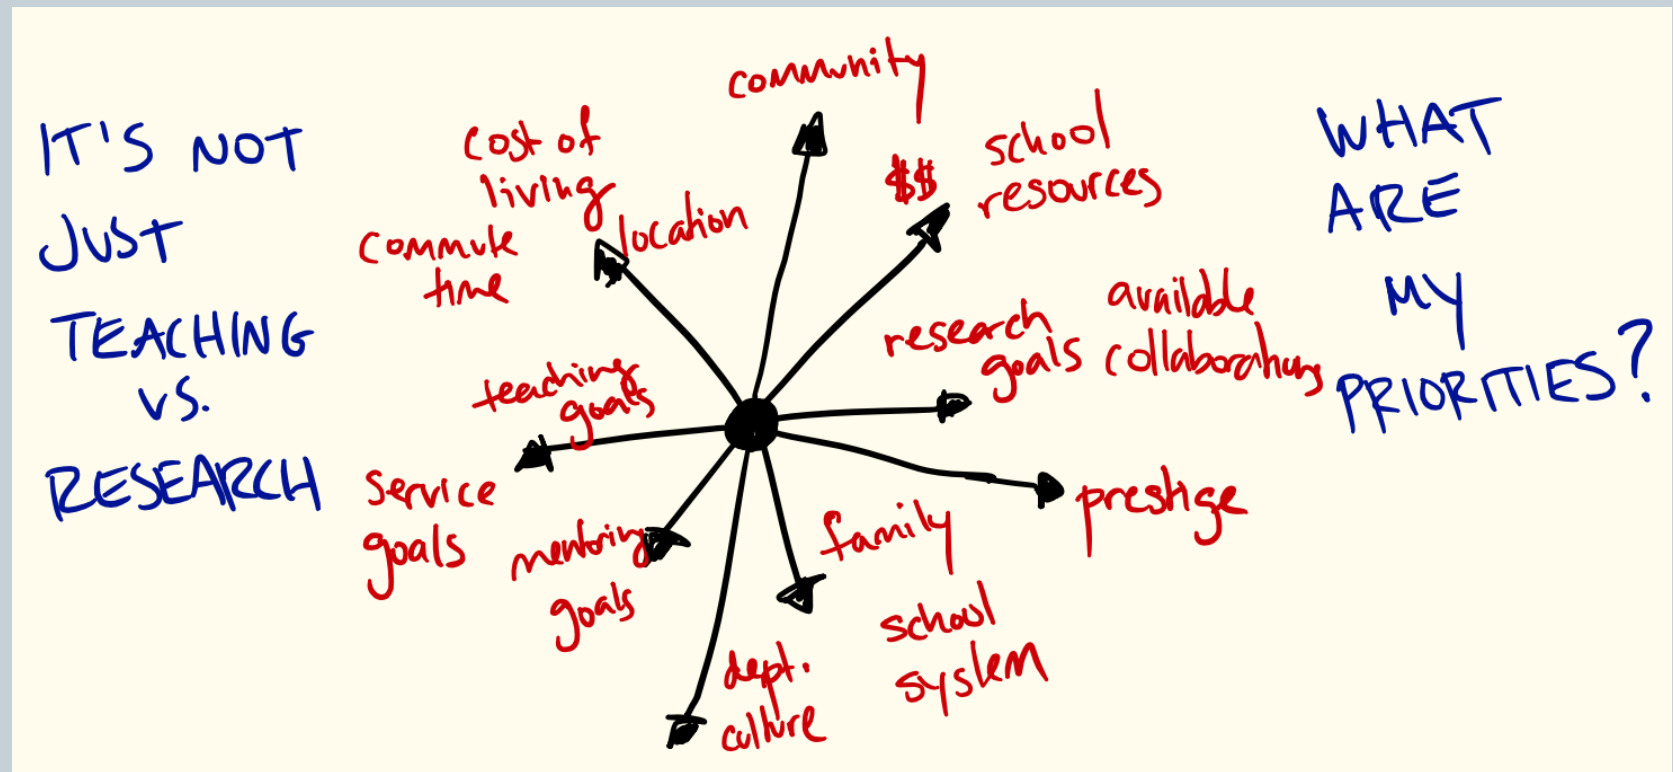 IT'S NOT
JUST
TEACHING
VS.
RESEARCH
community
cost of
living
location
commute
time
$$
school
resources
research
goals
available
collaborations
teaching
goals
service
goals
mentoring
goals
prestige
family
school
system
dept.
culture
WHAT
ARE
MY
PRIORITIES?